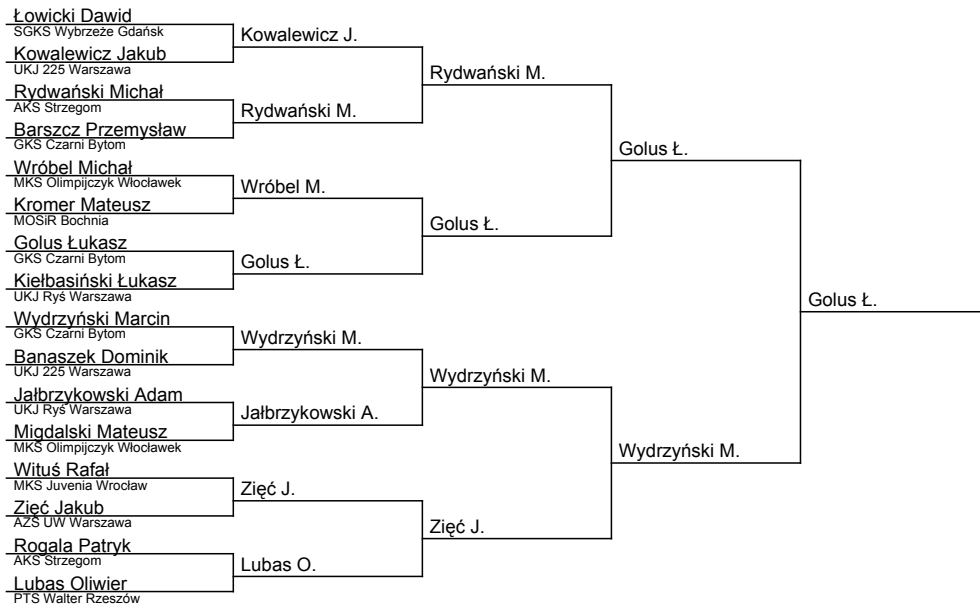 Łowicki Dawid
SGKS Wybrzeże Gdańsk
Kowalewicz Jakub
UKJ 225 Warszawa
Rydwański Michał
AKS Strzegom
Barszcz Przemysław
GKS Czarni Bytom
Wróbel Michał
MKS Olimpijczyk Włocławek
Kromer Mateusz
MOSiR Bochnia
Golus Łukasz
GKS Czarni Bytom
Kiełbasiński Łukasz
UKJ Ryś Warszawa
Wydrzyński Marcin
GKS Czarni Bytom
Banaszek Dominik
UKJ 225 Warszawa
Jałbrzykowski Adam
UKJ Ryś Warszawa
Migdalski Mateusz
MKS Olimpijczyk Włocławek
Wituś Rafał
MKS Juvenia Wrocław
Zięć Jakub
AZS UW Warszawa
Rogala Patryk
AKS Strzegom
Lubas Oliwier
PTS Walter Rzeszów
Kowalewicz J.
Rydwański M.
Wróbel M.
Golus Ł.
Wydrzyński M.
Jałbrzykowski A.
Zięć J.
Lubas O.
Rydwański M.
Golus Ł.
Wydrzyński M.
Zięć J.
Golus Ł.
Wydrzyński M.
Golus Ł.